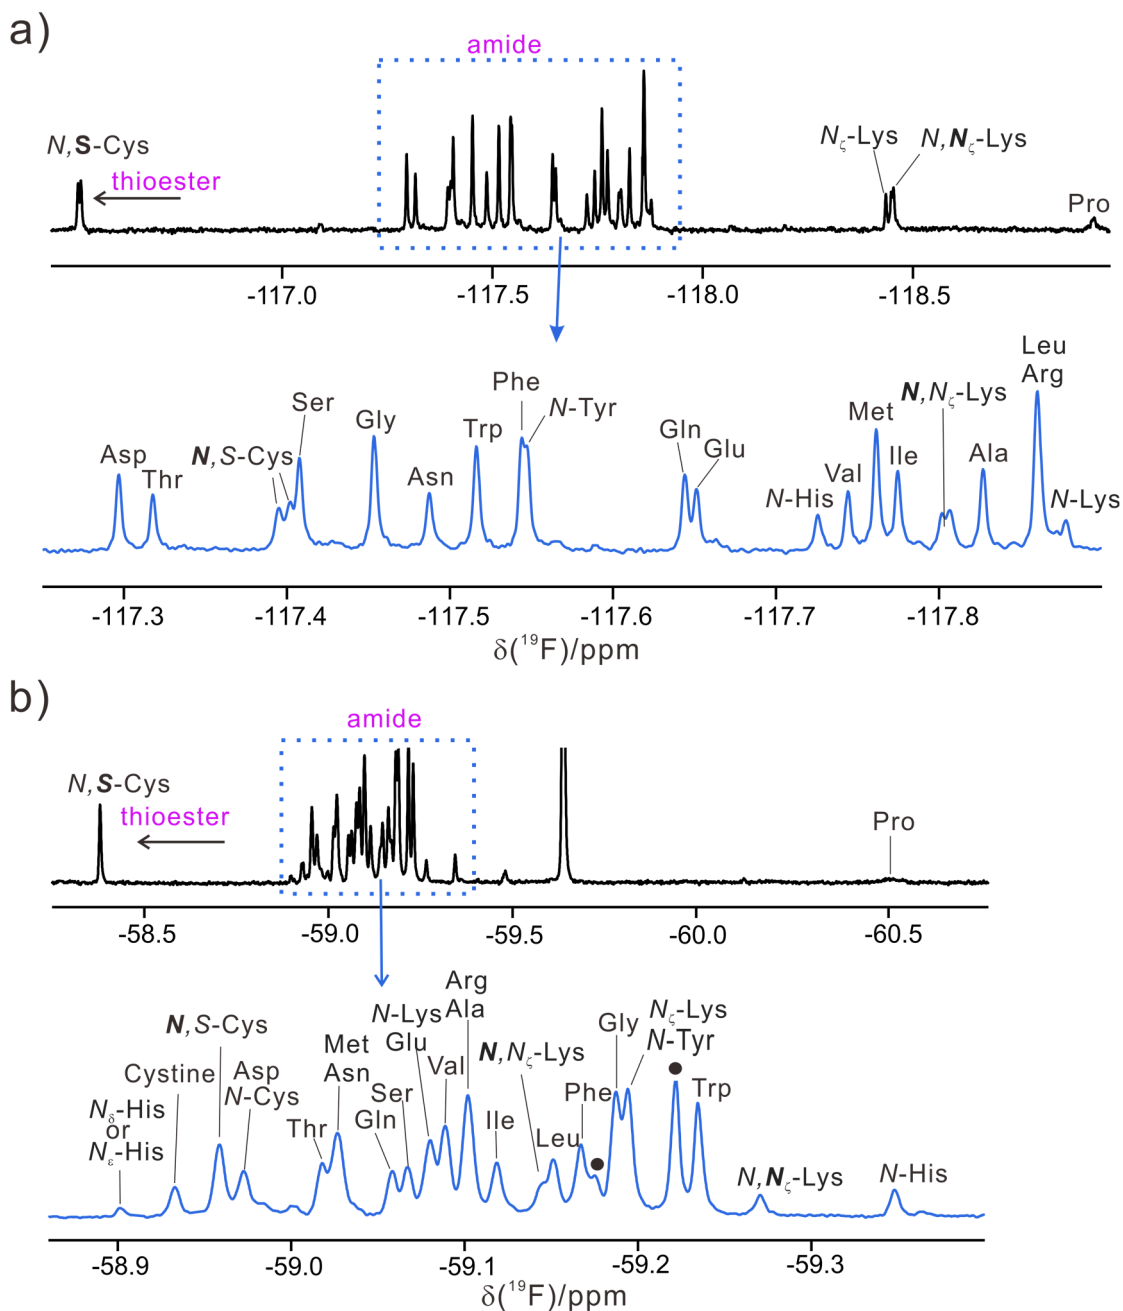 a)
amide
N,S-Cys
thioester
Nζ-Lys
N,Nζ-Lys
Pro
-117.0
-117.5
-118.0
-118.5
Leu
Arg
Phe
N-Tyr
Ser
Gly
Met
N,Nζ-Lys
Asp
Thr
N,S-Cys
Asn
Trp
Gln
Glu
N-His
Val
Ile
Ala
N-Lys
-117.3
-117.4
-117.5
-117.6
-117.7
-117.8
δ(¹⁹F)/ppm
b)
amide
N,S-Cys
thioester
Pro
-58.5
-59.0
-59.5
-60.0
-60.5
Arg
Ala
N-Lys
Glu
Val
Nζ-Lys
N-Tyr
Gly
N,S-Cys
Met
Asn
N,Nζ-Lys
Cystine
Asp
N-Cys
Ser
Gln
Phe
Trp
Nδ-His
or
Nε-His
Thr
Ile
Leu
N,Nζ-Lys
N-His
-58.9
-59.0
-59.1
-59.2
-59.3
δ(¹⁹F)/ppm